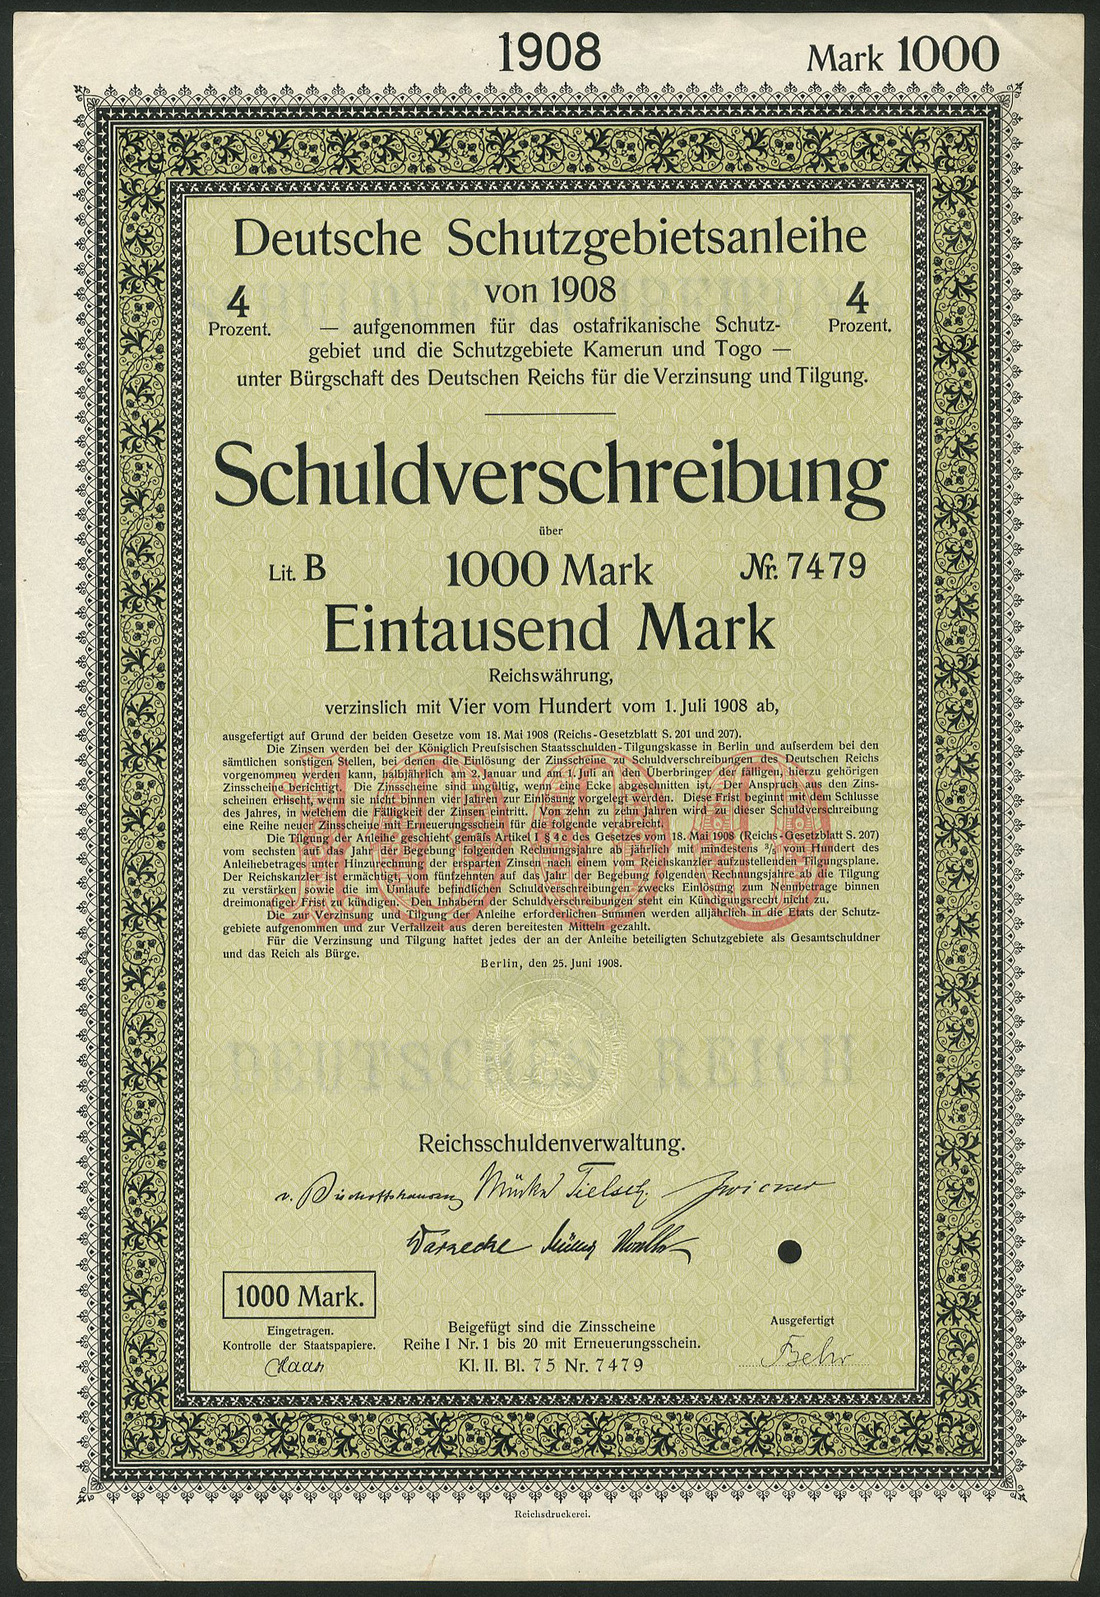 1908
Mark 1000
Deutsche Schutzgebietsanleihe
von 1908
4
Prozent.
4
Prozent.
— aufgenommen für das ostafrikanische Schutz-
gebiet und die Schutzgebiete Kamerun und Togo —
unter Bürgschaft des Deutschen Reichs für die Verzinsung und Tilgung.
Schuldverschreibung
über
Lit. B
1000 Mark
Nr. 7479
Eintausend Mark
Reichswährung,
verzinslich mit Vier vom Hundert vom 1. Juli 1908 ab,
ausgefertigt auf Grund der beiden Gesetze vom 18. Mai 1908 (Reichs-Gesetzblatt S. 201 und 207).
Die Zinsen werden bei der Königlich Preufsischen Staatsschulden-Tilgungskasse in Berlin und aufserdem bei den
sämtlichen sonstigen Stellen, bei denen die Einlösung der Zinsscheine zu Schuldverschreibungen des Deutschen Reichs
vorgenommen werden kann, halbjährlich am 2. Januar und am 1. Juli an den Überbringer der fälligen, hierzu gehörigen
Zinsscheine berichtigt. Die Zinsscheine sind ungültig, wenn eine Ecke abgeschnitten ist. Der Anspruch aus den Zins-
scheinen erlischt, wenn sie nicht binnen vier Jahren zur Einlösung vorgelegt werden. Diese Frist beginnt mit dem Schlusse
des Jahres, in welchem die Fälligkeit der Zinsen eintritt. Von zehn zu zehn Jahren wird zu dieser Schuldverschreibung
eine Reihe neuer Zinsscheine mit Erneuerungsschein für die folgende verabreicht.
Die Tilgung der Anleihe geschieht gemäfs Artikel I § 4c des Gesetzes vom 18. Mai 1908 (Reichs-Gesetzblatt S. 207)
vom sechsten auf das Jahr der Begebung folgenden Rechnungsjahre ab jährlich mit mindestens 3/5 vom Hundert des
Anleihebetrages unter Hinzurechnung der ersparten Zinsen nach einem vom Reichskanzler aufzustellenden Tilgungsplane.
Der Reichskanzler ist ermächtigt, vom fünfzehnten auf das Jahr der Begebung folgenden Rechnungsjahre ab die Tilgung
zu verstärken sowie die im Umlaufe befindlichen Schuldverschreibungen zwecks Einlösung zum Nennbetrage binnen
dreimonatiger Frist zu kündigen. Den Inhabern der Schuldverschreibungen steht ein Kündigungsrecht nicht zu.
Die zur Verzinsung und Tilgung der Anleihe erforderlichen Summen werden alljährlich in die Etats der Schutz-
gebiete aufgenommen und zur Verfallzeit aus deren bereitesten Mitteln gezahlt.
Für die Verzinsung und Tilgung haftet jedes der an der Anleihe beteiligten Schutzgebiete als Gesamtschuldner
und das Reich als Bürge.
1000
Berlin, den 25. Juni 1908.
DEUTSCHES REICH
Reichsschuldenverwaltung.
v. Bischoffshausen Mücke Tielsch Zwicker
Warnecke Müller
1000 Mark.
Eingetragen.
Kontrolle der Staatspapiere.
Haan
Beigefügt sind die Zinsscheine
Reihe I Nr. 1 bis 20 mit Erneuerungsschein.
Kl. II. Bl. 75 Nr. 7479
Ausgefertigt
Behr
Reichsdruckerei.